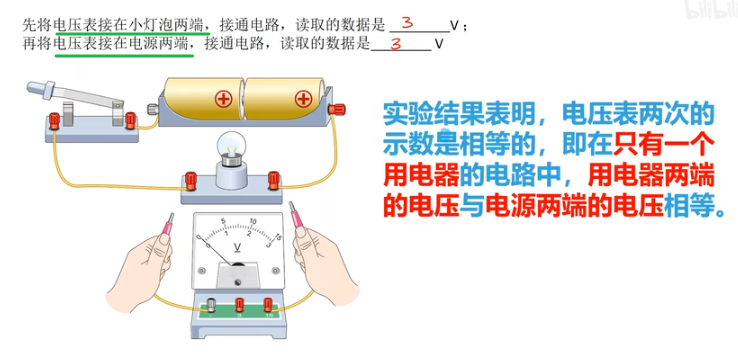 先将电压表接在小灯泡两端，接通电路，读取的数据是 3 V；
再将电压表接在电源两端，接通电路，读取的数据是 3 V
bilibili
实验结果表明，电压表两次的
示数是相等的，即在只有一个
用电器的电路中，用电器两端
的电压与电源两端的电压相等。
5 10 15
0 1 2 3
0
V
3 15